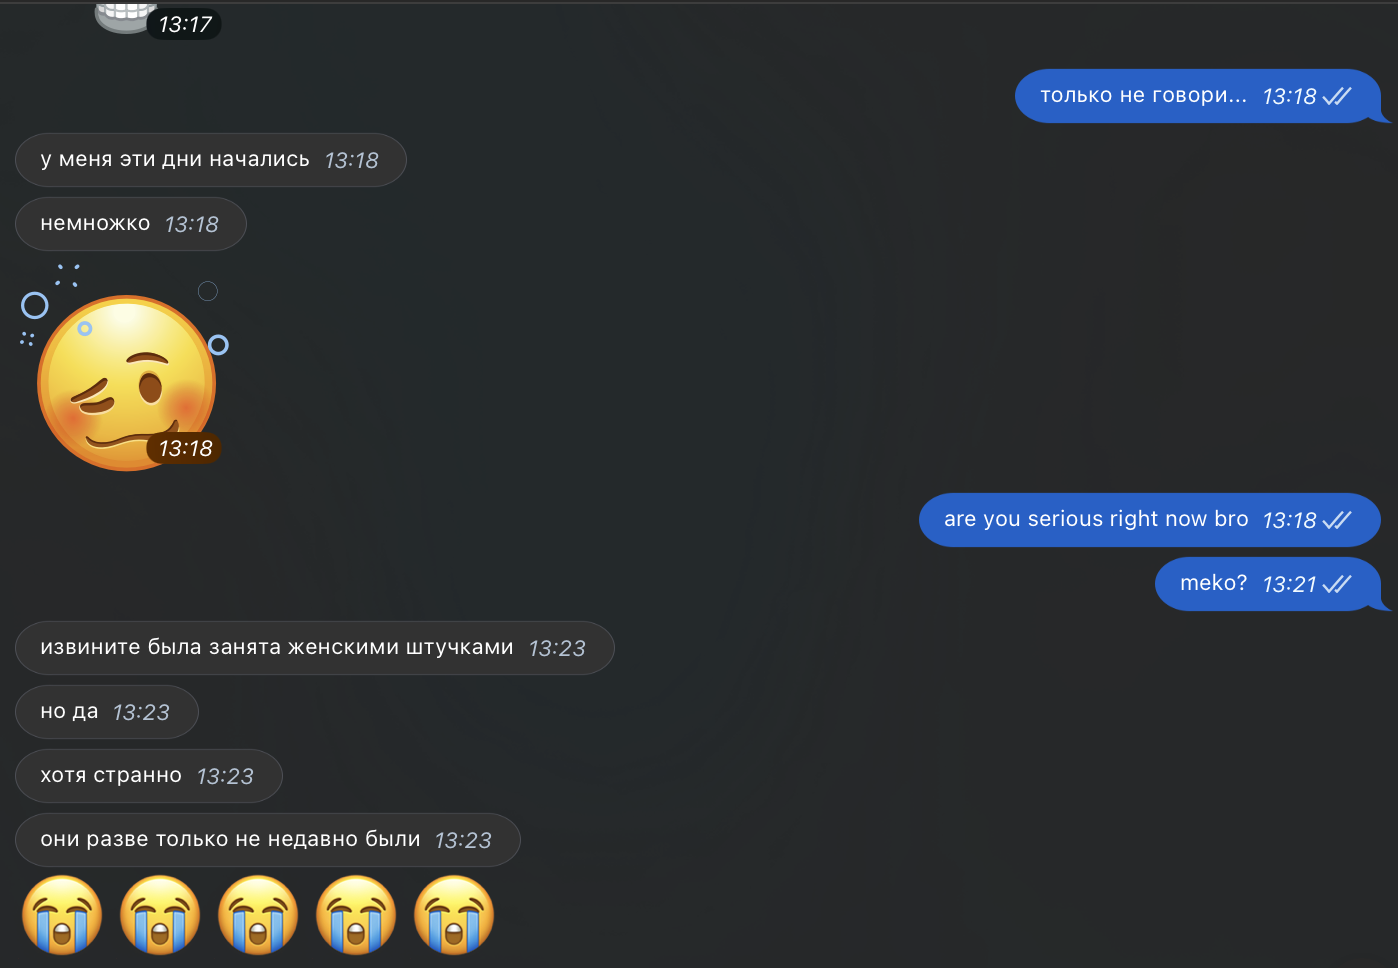 13:17
только не говори... 13:18
у меня эти дни начались 13:18
немножко 13:18
13:18
are you serious right now bro 13:18
meko? 13:21
извините была занята женскими штучками 13:23
но да 13:23
хотя странно 13:23
они разве только не недавно были 13:23